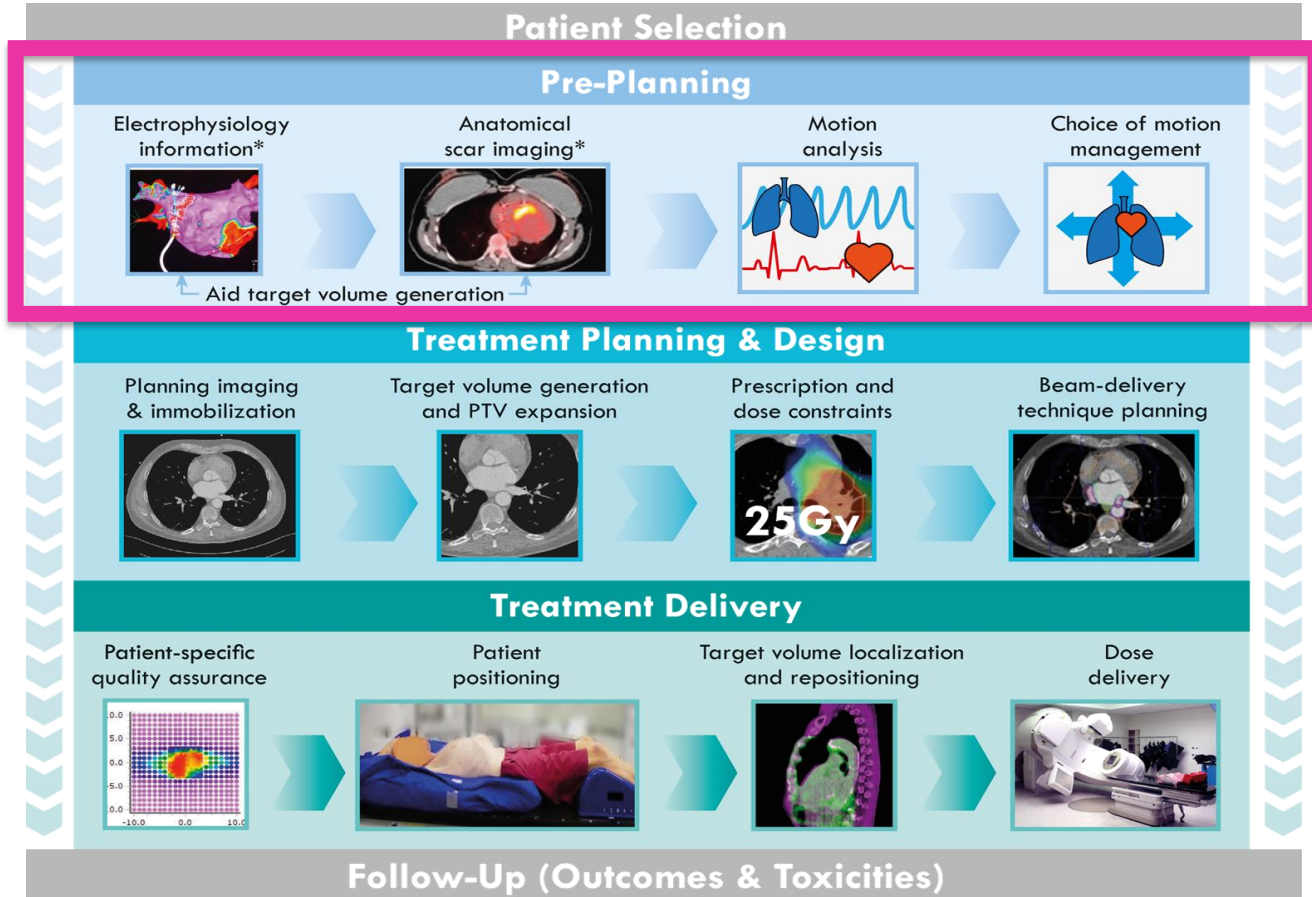 Patient Selection
Pre-Planning
Electrophysiology
information*
Anatomical
scar imaging*
Motion
analysis
Choice of motion
management
Aid target volume generation
Treatment Planning & Design
Planning imaging
& immobilization
Target volume generation
and PTV expansion
Prescription and
dose constraints
Beam-delivery
technique planning
25Gy
Treatment Delivery
Patient-specific
quality assurance
Patient
positioning
Target volume localization
and repositioning
Dose
delivery
5.0
0.0
-5.0
-10.0 0.0 10.0
Follow-Up (Outcomes & Toxicities)